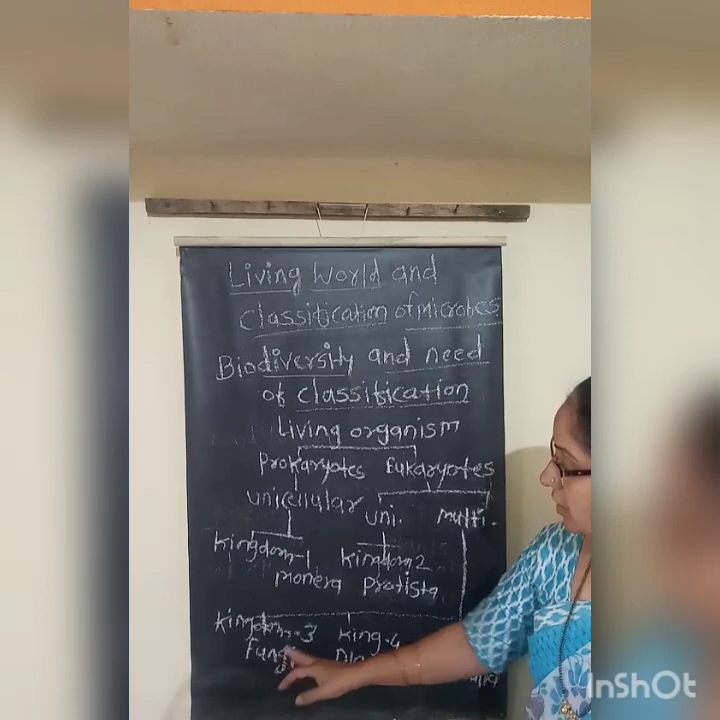 Living World and
Classification of Microbes
Biodiversity and need
of classification
Living organism
Prokaryotes Eukaryotes
unicellular uni. multi.
Kingdom-1 Kingdom 2
monera Protista
Kingdom-3 King-4
Fungi
InShOt